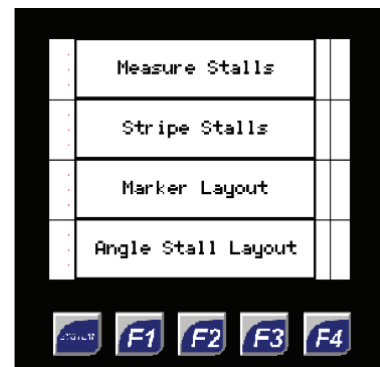 Measure Stalls
Stripe Stalls
Marker Layout
Angle Stall Layout
F1 F2 F3 F4